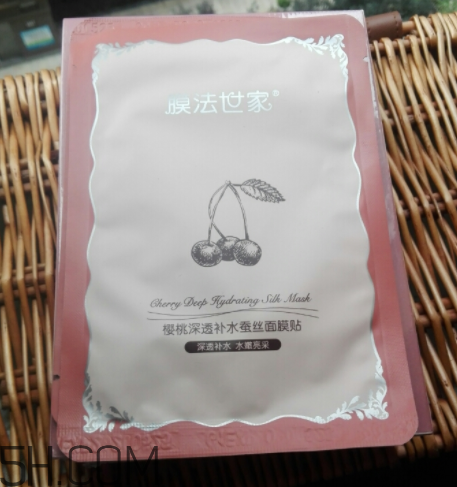 膜法世家®
Cherry Deep Hydrating Silk Mask
樱桃深透补水蚕丝面膜贴
深透补水 水嫩亮采
5H.COM